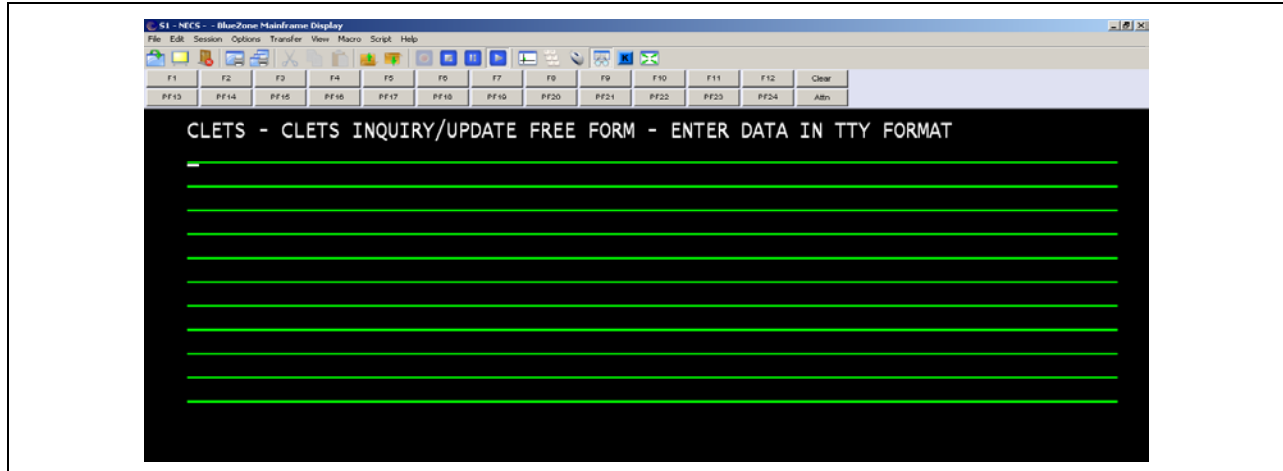 S1 - NECS - - BlueZone Mainframe Display
File Edit Session Options Transfer View Macro Script Help
F1 F2 F3 F4 F5 F6 F7 F8 F9 F10 F11 F12 Clear
PF13 PF14 PF15 PF16 PF17 PF18 PF19 PF20 PF21 PF22 PF23 PF24 Attn
CLETS - CLETS INQUIRY/UPDATE FREE FORM - ENTER DATA IN TTY FORMAT